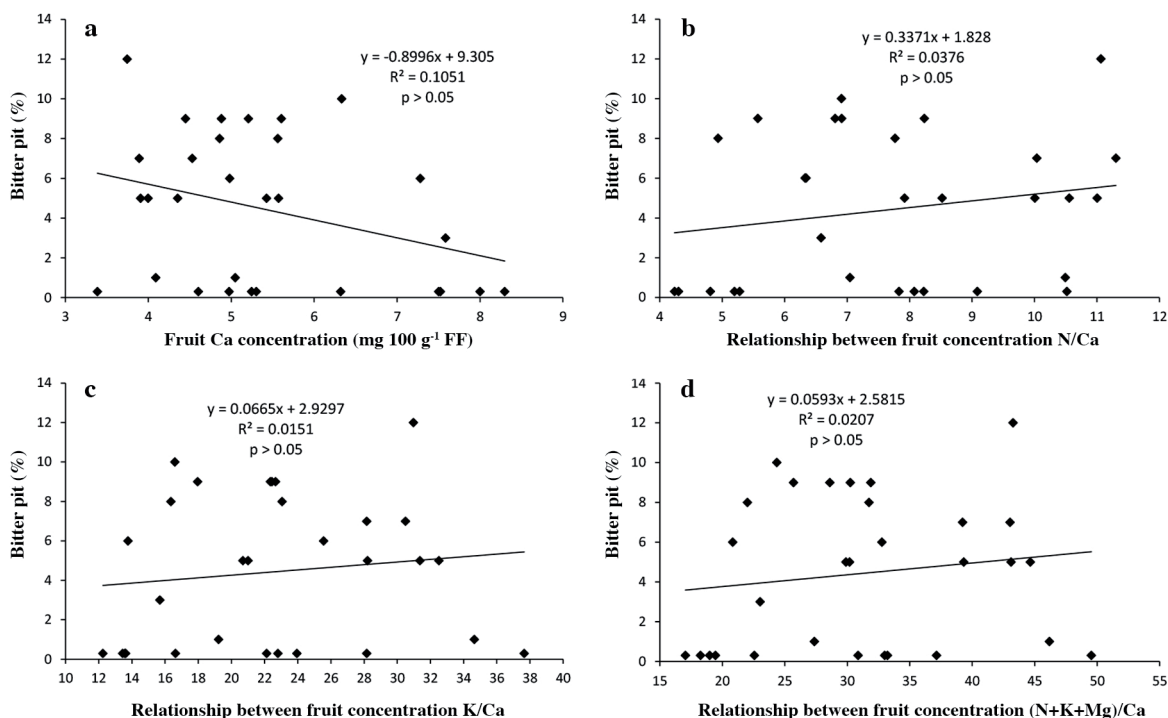 a
y = -0.8996x + 9.305
R² = 0.1051
p > 0.05
Bitter pit (%)
14
12
10
8
6
4
2
0
3 4 5 6 7 8 9
Fruit Ca concentration (mg 100 g⁻¹ FF)
b
y = 0.3371x + 1.828
R² = 0.0376
p > 0.05
Bitter pit (%)
14
12
10
8
6
4
2
0
4 5 6 7 8 9 10 11 12
Relationship between fruit concentration N/Ca
c
y = 0.0665x + 2.9297
R² = 0.0151
p > 0.05
Bitter pit (%)
14
12
10
8
6
4
2
0
10 12 14 16 18 20 22 24 26 28 30 32 34 36 38 40
Relationship between fruit concentration K/Ca
d
y = 0.0593x + 2.5815
R² = 0.0207
p > 0.05
Bitter pit (%)
14
12
10
8
6
4
2
0
15 20 25 30 35 40 45 50 55
Relationship between fruit concentration (N+K+Mg)/Ca